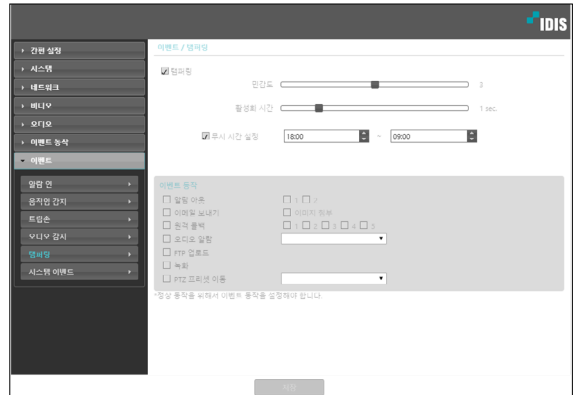 IDIS
간편 설정
시스템
네트워크
비디오
오디오
이벤트 동작
이벤트
알람 인
움직임 감지
트립존
오디오 감지
탬퍼링
시스템 이벤트
이벤트 / 탬퍼링
탬퍼링
민감도 3
활성화 시간 1 sec.
무시 시간 설정 18:00 ~ 09:00
이벤트 동작
알람 아웃 1 2
이메일 보내기 이미지 첨부
원격 콜백 1 2 3 4 5
오디오 알람
FTP 업로드
녹화
PTZ 프리셋 이동
*정상 동작을 위해서 이벤트 동작을 설정해야 합니다.
저장